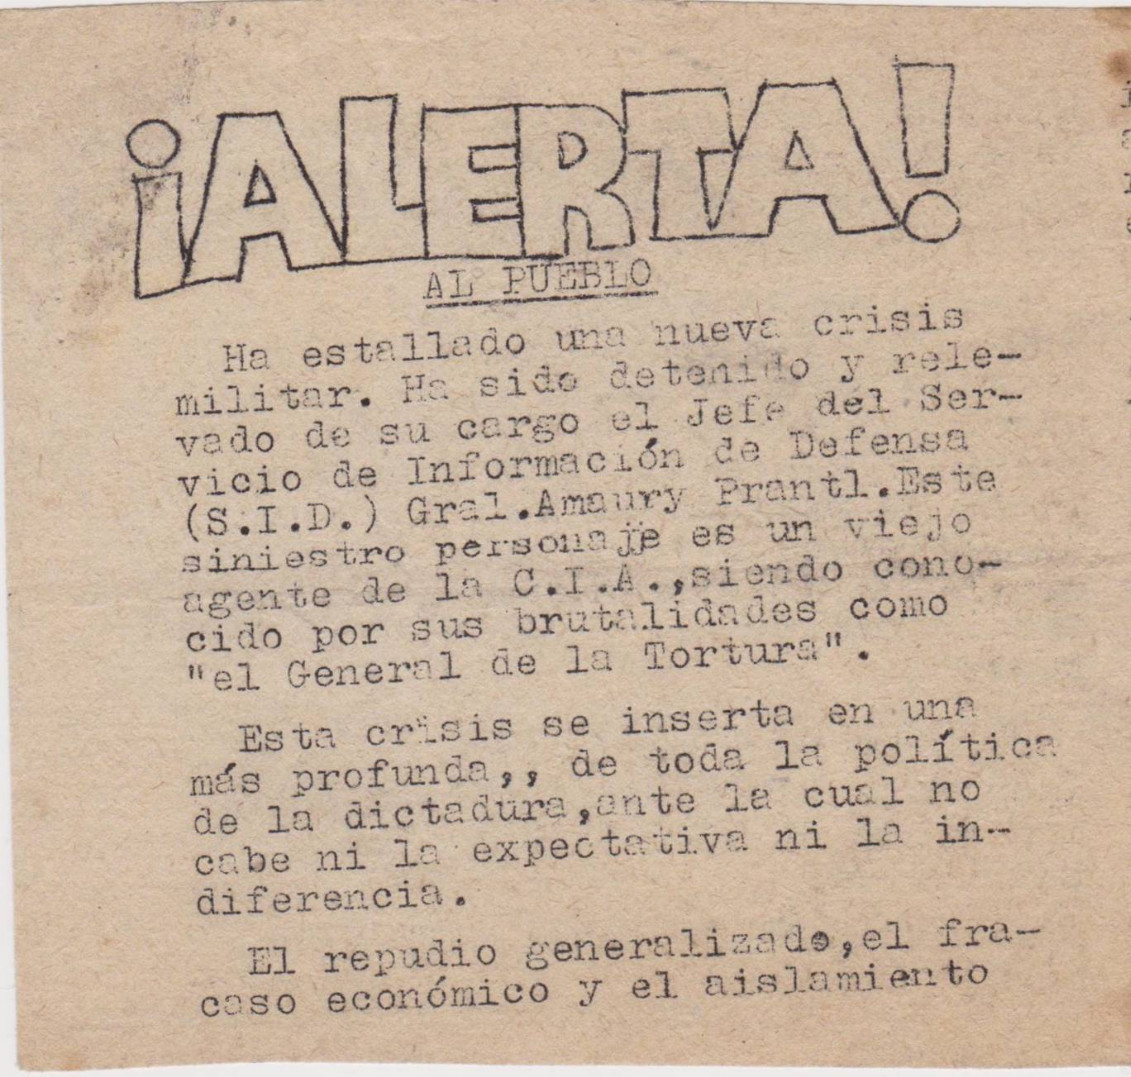 ¡ALERTA!
AL PUEBLO
Ha estallado una nueva crisis
militar. Ha sido detenido y rele-
vado de su cargo el Jefe del Ser-
vicio de Información de Defensa
(S.I.D.) Gral.Amaury Prantl.Este
siniestro personaje es un viejo
agente de la C.I.A.,siendo cono-
cido por sus brutalidades como
"el General de la Tortura".
Esta crisis se inserta en una
más profunda,, de toda la política
de la dictadura,ante la cual no
cabe ni la expectativa ni la in-
diferencia.
El repudio generalizado,el fra-
caso económico y el aislamiento